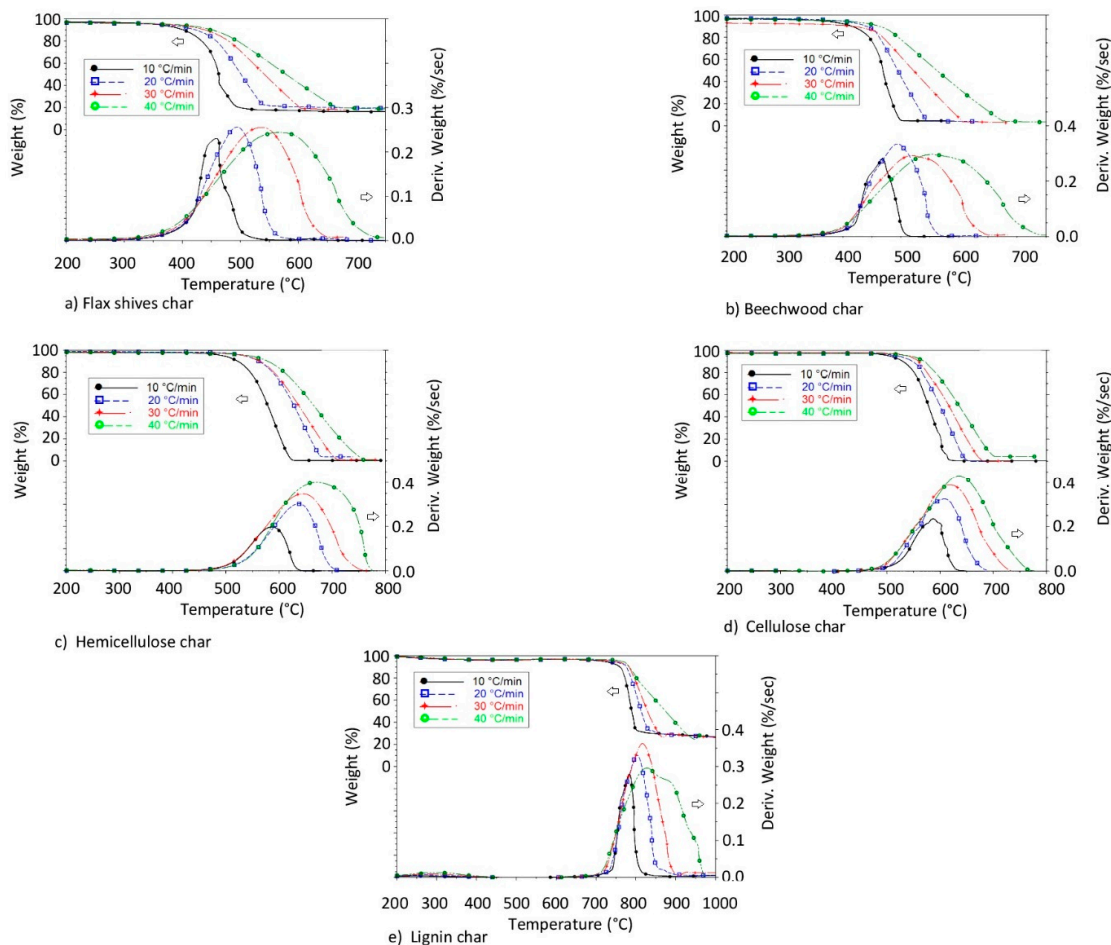 100
80
60
40
20
0
Weight (%)
10 °C/min
20 °C/min
30 °C/min
40 °C/min
0.3
0.2
0.1
0.0
Deriv. Weight (%/sec)
200 300 400 500 600 700
Temperature (°C)
a) Flax shives char
100
80
60
40
20
0
Weight (%)
10 °C/min
20 °C/min
30 °C/min
40 °C/min
0.4
0.2
0.0
Deriv. Weight (%/sec)
200 300 400 500 600 700
Temperature (°C)
b) Beechwood char
100
80
60
40
20
0
Weight (%)
10 °C/min
20 °C/min
30 °C/min
40 °C/min
0.4
0.2
0.0
Deriv. Weight (%/sec)
200 300 400 500 600 700 800
Temperature (°C)
c) Hemicellulose char
100
80
60
40
20
0
Weight (%)
10 °C/min
20 °C/min
30 °C/min
40 °C/min
0.4
0.2
0.0
Deriv. Weight (%/sec)
200 300 400 500 600 700 800
Temperature (°C)
d) Cellulose char
100
80
60
40
20
0
Weight (%)
10 °C/min
20 °C/min
30 °C/min
40 °C/min
0.4
0.3
0.2
0.1
0.0
Deriv. Weight (%/sec)
200 300 400 500 600 700 800 900 1000
Temperature (°C)
e) Lignin char